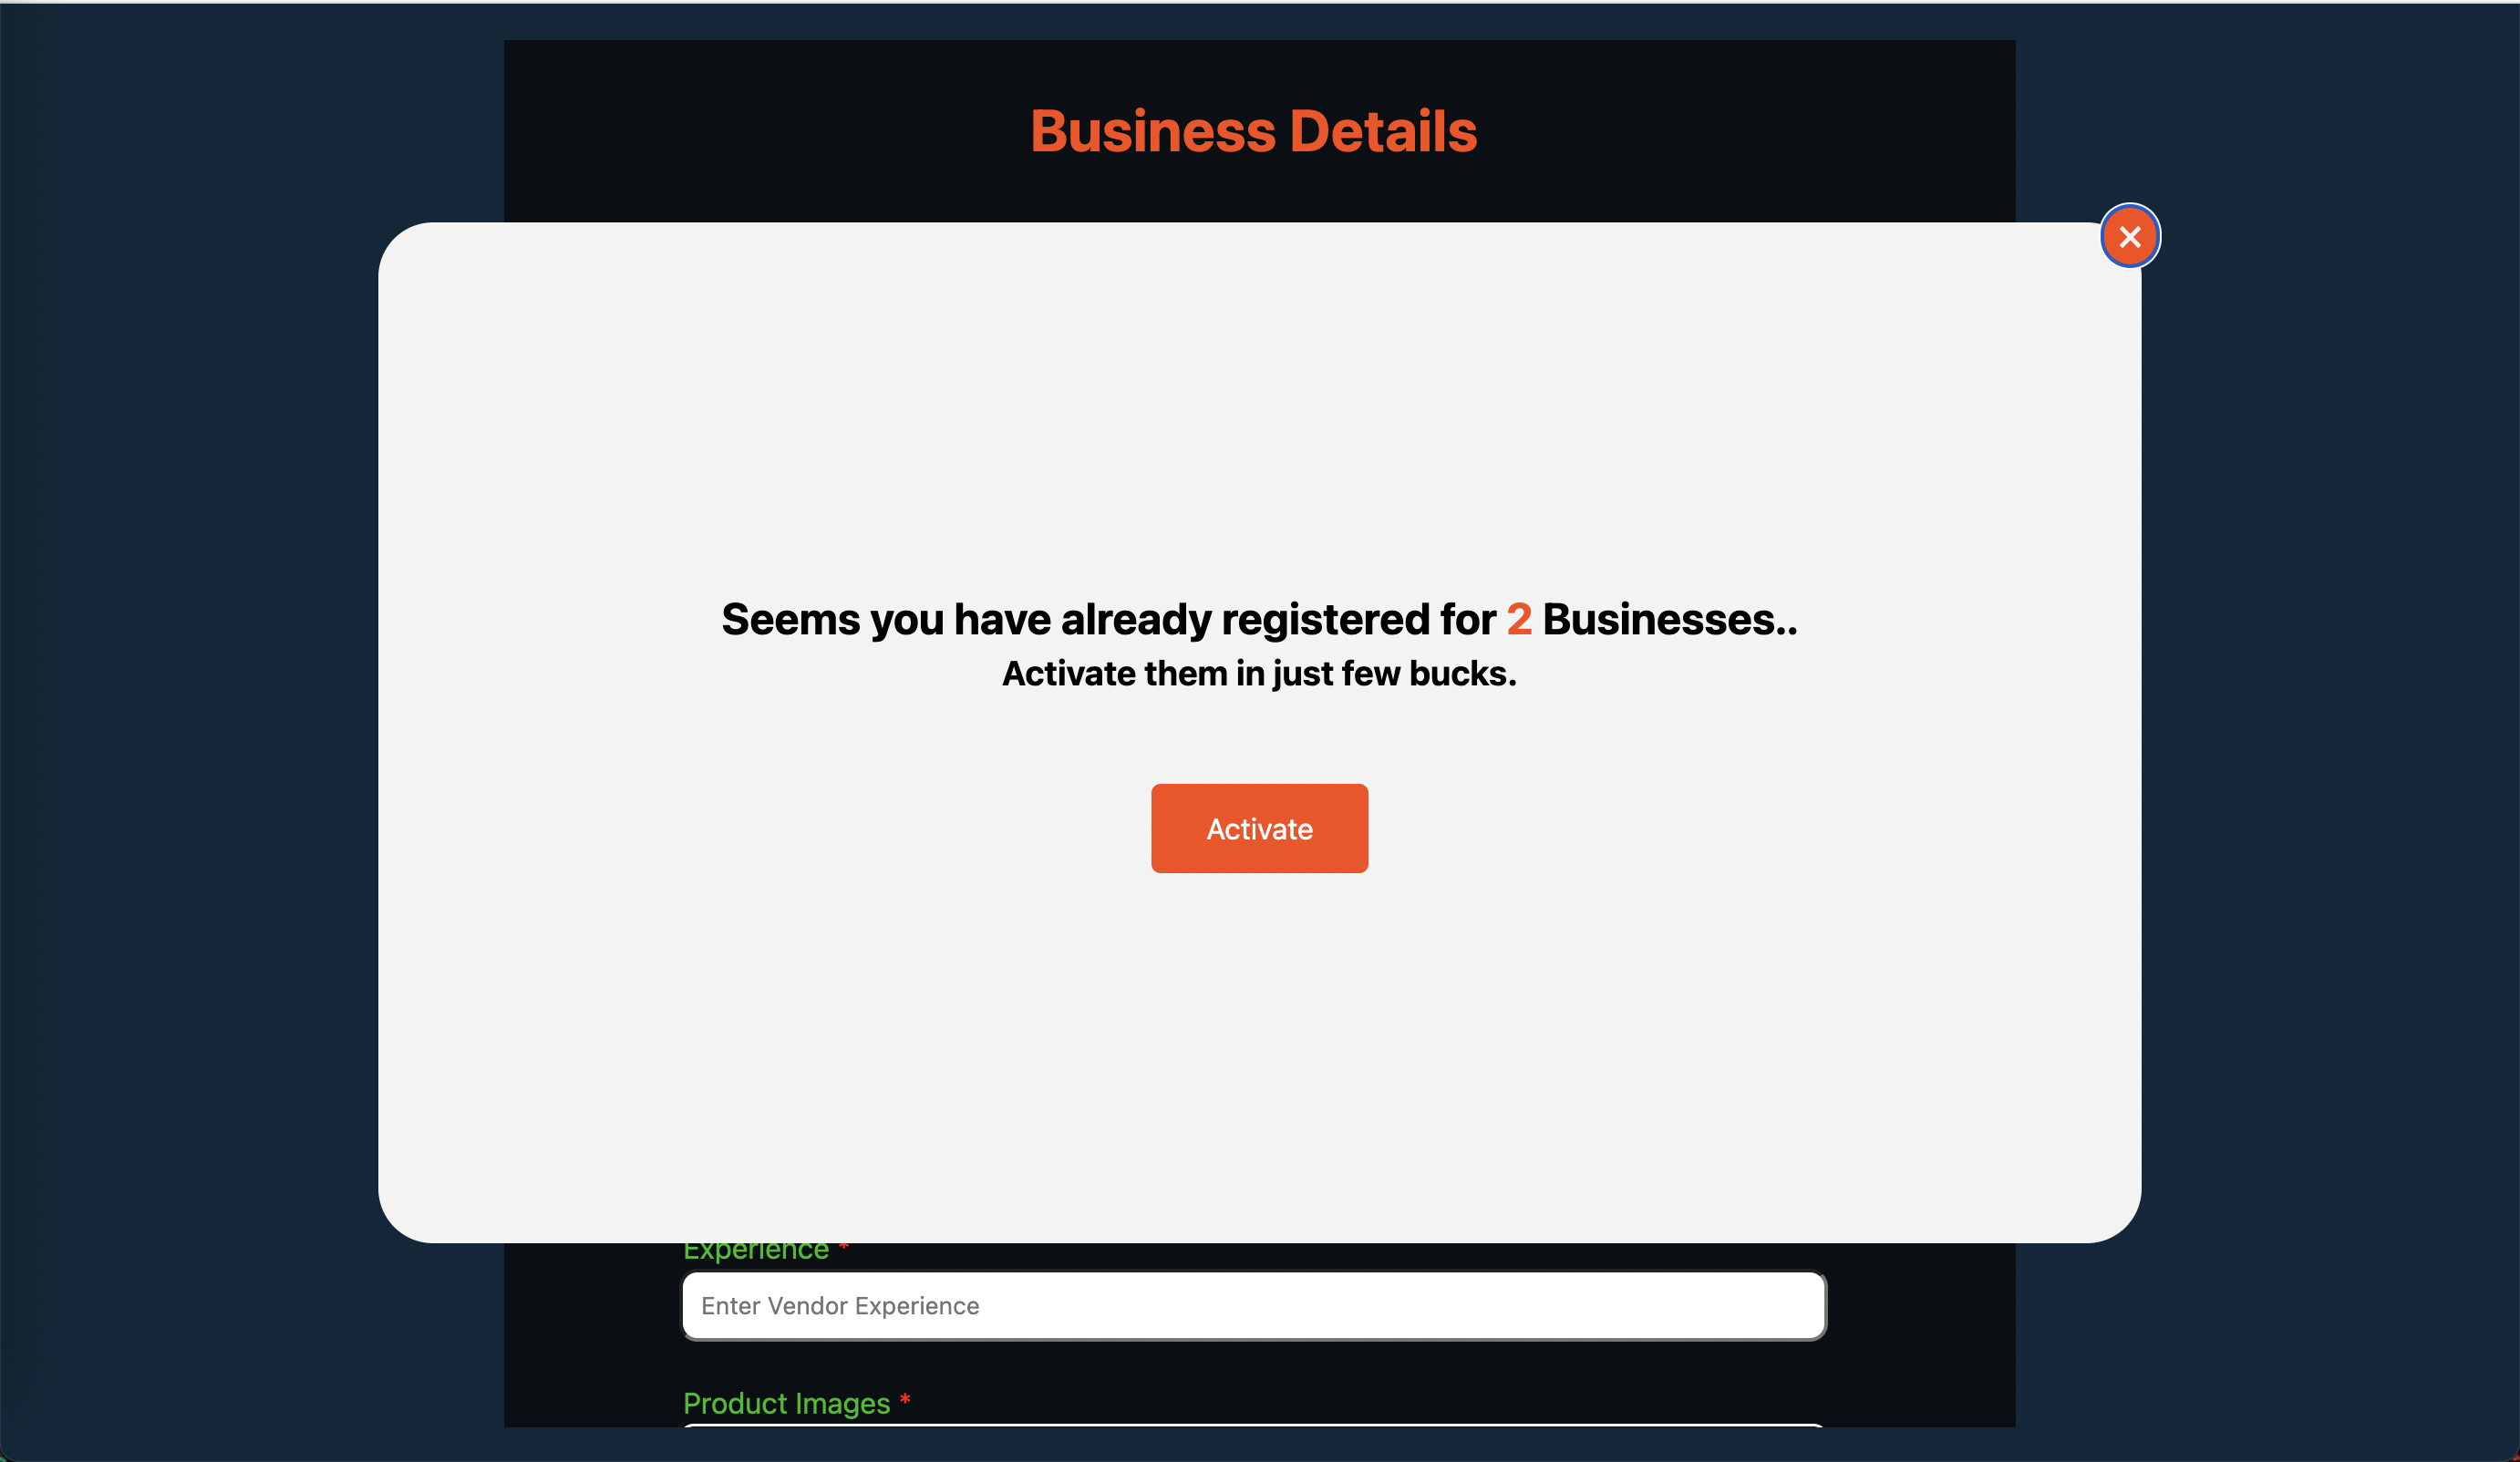 Business Details
Seems you have already registered for 2 Businesses..
Activate them in just few bucks.
Activate
Experience *
Enter Vendor Experience
Product Images *